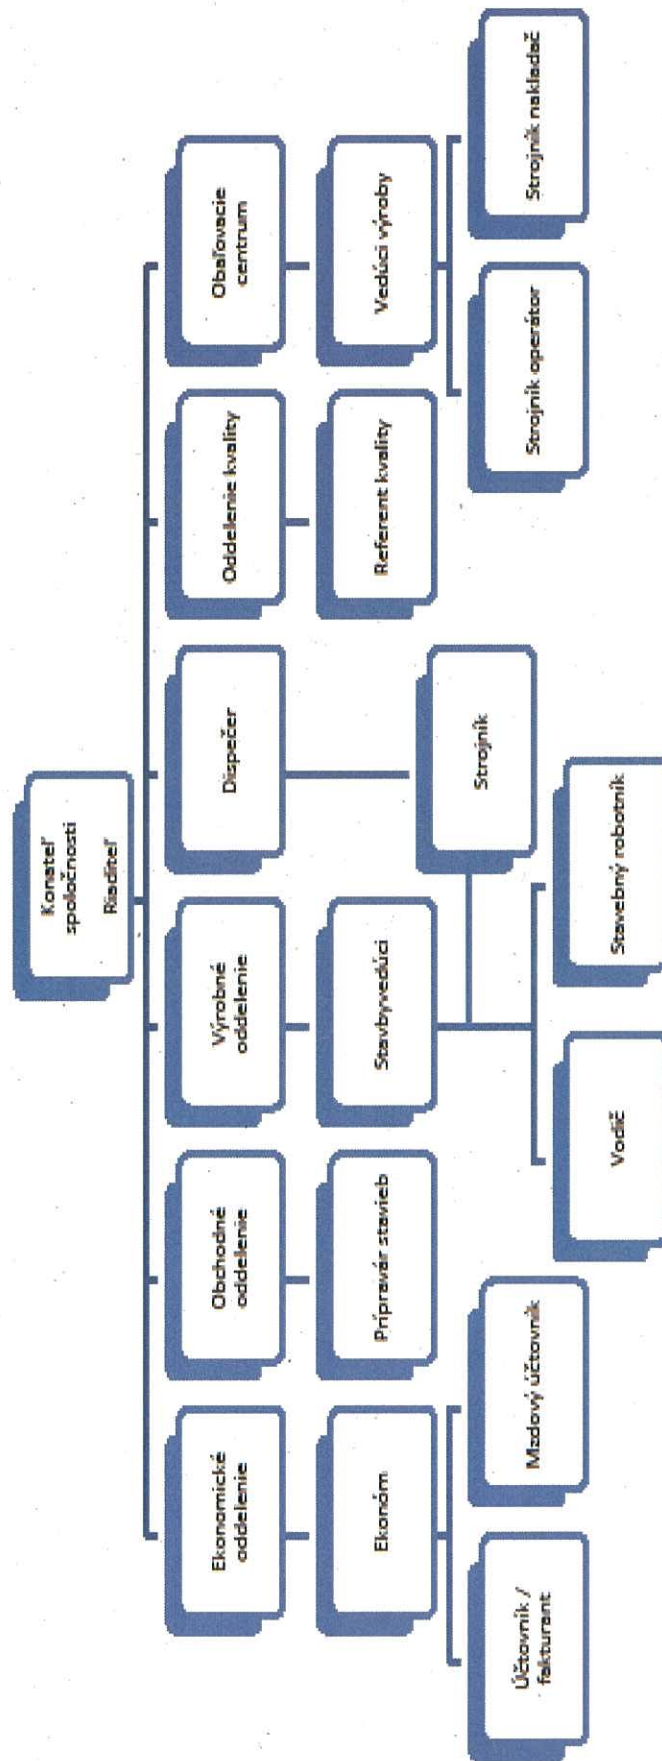 Konateľ
spoločnosti
Riaditeľ
Ekonomické
oddelenie
Obchodné
oddelenie
Výrobné
oddelenie
Dispečer
Oddelenie kvality
Obaľovacie
centrum
Ekonóm
Prípravár stavieb
Stavbyvedúci
Referent kvality
Vedúci výroby
Strojník
Účtovník /
fakturant
Mzdový účtovník
Strojník operátor
Strojník nakladač
Vodič
Stavebný robotník